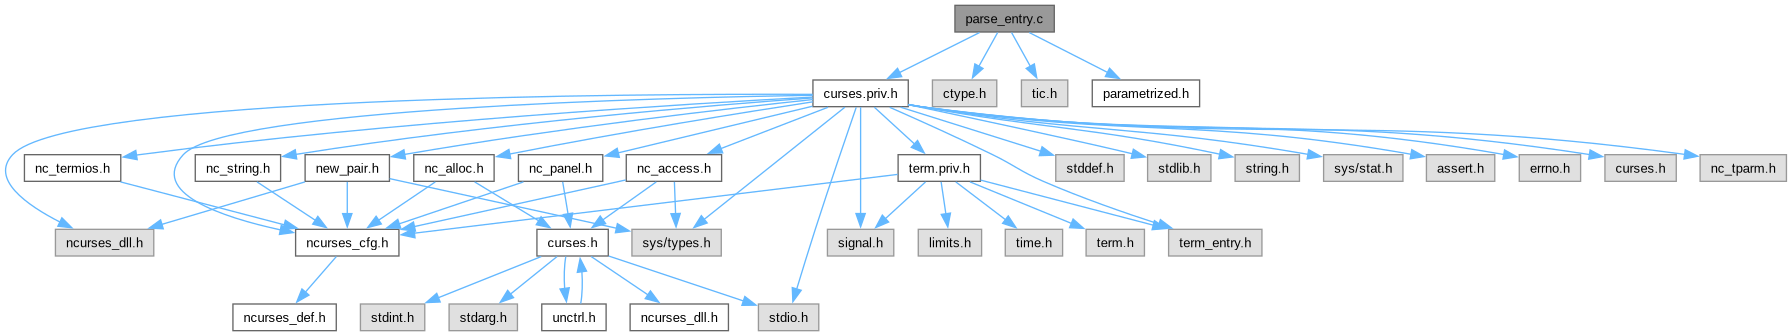 parse_entry.c
curses.priv.h
ctype.h
tic.h
parametrized.h
nc_termios.h
nc_string.h
new_pair.h
nc_alloc.h
nc_panel.h
nc_access.h
term.priv.h
stddef.h
stdlib.h
string.h
sys/stat.h
assert.h
errno.h
curses.h
nc_tparm.h
ncurses_dll.h
ncurses_cfg.h
curses.h
sys/types.h
signal.h
limits.h
time.h
term.h
term_entry.h
ncurses_def.h
stdint.h
stdarg.h
unctrl.h
ncurses_dll.h
stdio.h